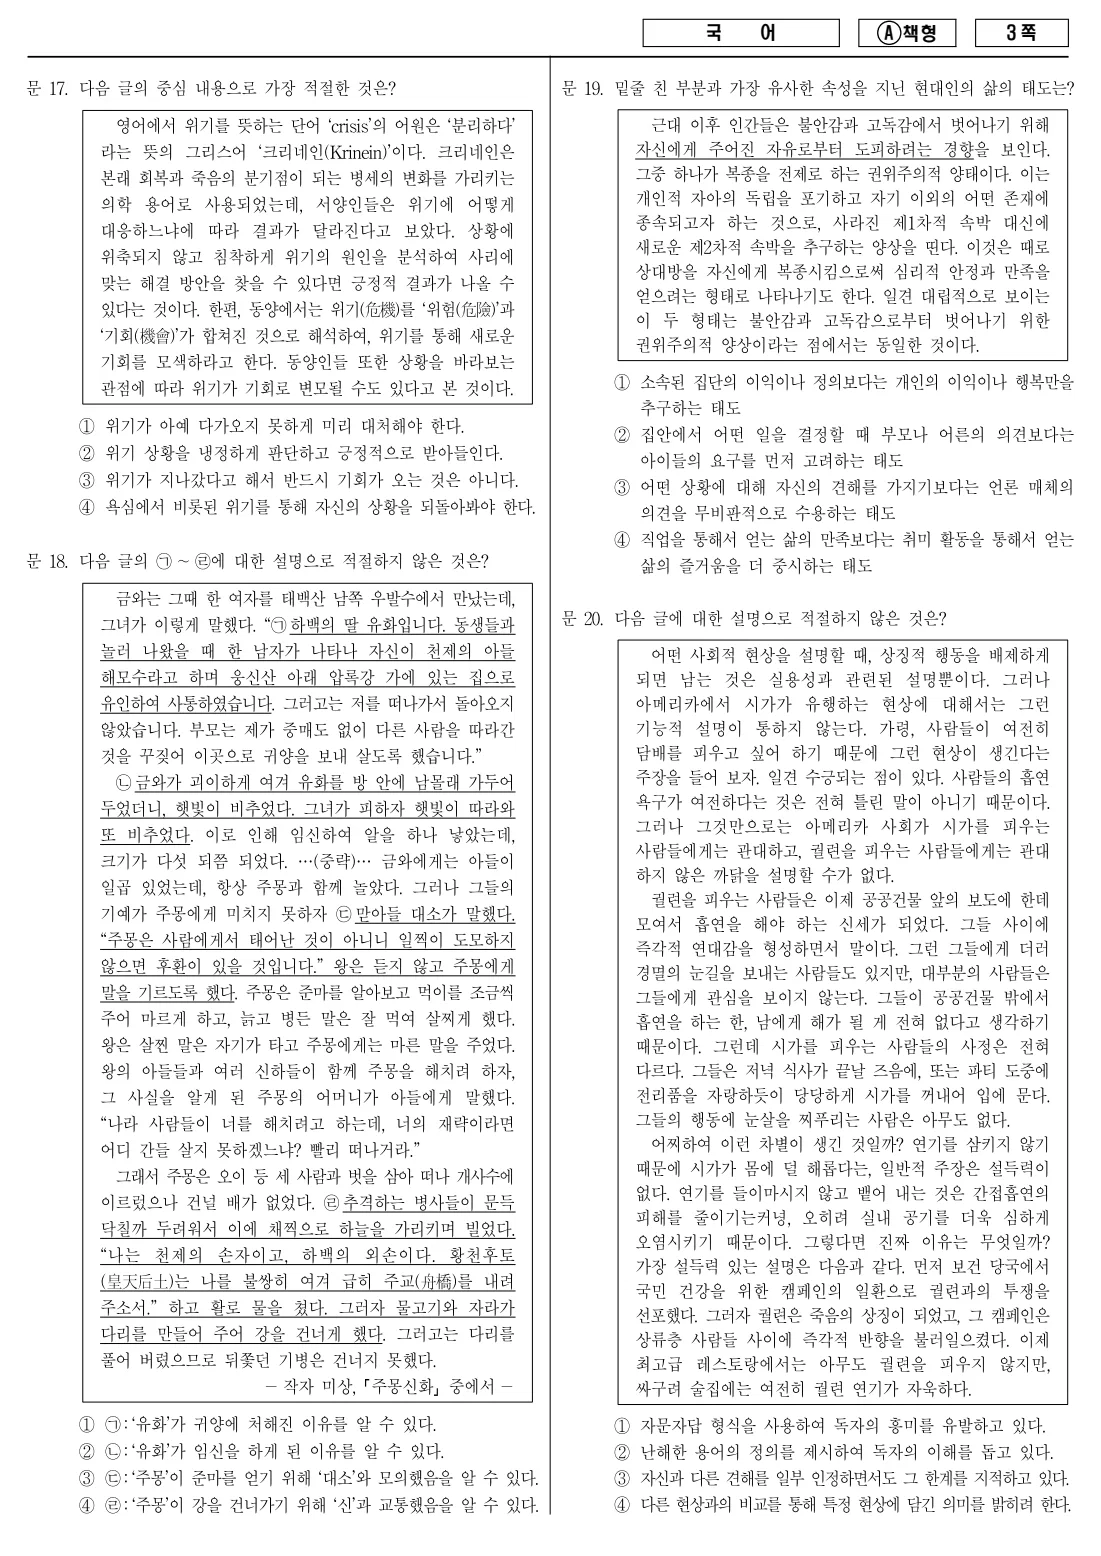 국 어
Ⓐ책형
3쪽
문 17. 다음 글의 중심 내용으로 가장 적절한 것은?
영어에서 위기를 뜻하는 단어 ‘crisis’의 어원은 ‘분리하다’
라는 뜻의 그리스어 ‘크리네인(Krinein)’이다. 크리네인은
본래 회복과 죽음의 분기점이 되는 병세의 변화를 가리키는
의학 용어로 사용되었는데, 서양인들은 위기에 어떻게
대응하느냐에 따라 결과가 달라진다고 보았다. 상황에
위축되지 않고 침착하게 위기의 원인을 분석하여 사리에
맞는 해결 방안을 찾을 수 있다면 긍정적 결과가 나올 수
있다는 것이다. 한편, 동양에서는 위기(危機)를 ‘위험(危險)’과
‘기회(機會)’가 합쳐진 것으로 해석하여, 위기를 통해 새로운
기회를 모색하라고 한다. 동양인들 또한 상황을 바라보는
관점에 따라 위기가 기회로 변모될 수도 있다고 본 것이다.
① 위기가 아예 다가오지 못하게 미리 대처해야 한다.
② 위기 상황을 냉정하게 판단하고 긍정적으로 받아들인다.
③ 위기가 지나갔다고 해서 반드시 기회가 오는 것은 아니다.
④ 욕심에서 비롯된 위기를 통해 자신의 상황을 되돌아봐야 한다.
문 18. 다음 글의 ㉠ ~ ㉣에 대한 설명으로 적절하지 않은 것은?
금와는 그때 한 여자를 태백산 남쪽 우발수에서 만났는데,
그녀가 이렇게 말했다. “㉠하백의 딸 유화입니다. 동생들과
놀러 나왔을 때 한 남자가 나타나 자신이 천제의 아들
해모수라고 하며 웅신산 아래 압록강 가에 있는 집으로
유인하여 사통하였습니다. 그러고는 저를 떠나가서 돌아오지
않았습니다. 부모는 제가 중매도 없이 다른 사람을 따라간
것을 꾸짖어 이곳으로 귀양을 보내 살도록 했습니다.”
㉡금와가 괴이하게 여겨 유화를 방 안에 남몰래 가두어
두었더니, 햇빛이 비추었다. 그녀가 피하자 햇빛이 따라와
또 비추었다. 이로 인해 임신하여 알을 하나 낳았는데,
크기가 다섯 되쯤 되었다. …(중략)… 금와에게는 아들이
일곱 있었는데, 항상 주몽과 함께 놀았다. 그러나 그들의
기예가 주몽에게 미치지 못하자 ㉢맏아들 대소가 말했다.
“주몽은 사람에게서 태어난 것이 아니니 일찍이 도모하지
않으면 후환이 있을 것입니다.” 왕은 듣지 않고 주몽에게
말을 기르도록 했다. 주몽은 준마를 알아보고 먹이를 조금씩
주어 마르게 하고, 늙고 병든 말은 잘 먹여 살찌게 했다.
왕은 살찐 말은 자기가 타고 주몽에게는 마른 말을 주었다.
왕의 아들들과 여러 신하들이 함께 주몽을 해치려 하자,
그 사실을 알게 된 주몽의 어머니가 아들에게 말했다.
“나라 사람들이 너를 해치려고 하는데, 너의 재략이라면
어디 간들 살지 못하겠느냐? 빨리 떠나거라.”
그래서 주몽은 오이 등 세 사람과 벗을 삼아 떠나 개사수에
이르렀으나 건널 배가 없었다. ㉣추격하는 병사들이 문득
닥칠까 두려워서 이에 채찍으로 하늘을 가리키며 빌었다.
“나는 천제의 손자이고, 하백의 외손이다. 황천후토
(皇天后土)는 나를 불쌍히 여겨 급히 주교(舟橋)를 내려
주소서.” 하고 활로 물을 쳤다. 그러자 물고기와 자라가
다리를 만들어 주어 강을 건너게 했다. 그러고는 다리를
풀어 버렸으므로 뒤쫓던 기병은 건너지 못했다.
－ 작자 미상, 「주몽신화」 중에서 －
① ㉠: ‘유화’가 귀양에 처해진 이유를 알 수 있다.
② ㉡: ‘유화’가 임신을 하게 된 이유를 알 수 있다.
③ ㉢: ‘주몽’이 준마를 얻기 위해 ‘대소’와 모의했음을 알 수 있다.
④ ㉣: ‘주몽’이 강을 건너가기 위해 ‘신’과 교통했음을 알 수 있다.
문 19. 밑줄 친 부분과 가장 유사한 속성을 지닌 현대인의 삶의 태도는?
근대 이후 인간들은 불안감과 고독감에서 벗어나기 위해
자신에게 주어진 자유로부터 도피하려는 경향을 보인다.
그중 하나가 복종을 전제로 하는 권위주의적 양태이다. 이는
개인적 자아의 독립을 포기하고 자기 이외의 어떤 존재에
종속되고자 하는 것으로, 사라진 제1차적 속박 대신에
새로운 제2차적 속박을 추구하는 양상을 띤다. 이것은 때로
상대방을 자신에게 복종시킴으로써 심리적 안정과 만족을
얻으려는 형태로 나타나기도 한다. 일견 대립적으로 보이는
이 두 형태는 불안감과 고독감으로부터 벗어나기 위한
권위주의적 양상이라는 점에서는 동일한 것이다.
① 소속된 집단의 이익이나 정의보다는 개인의 이익이나 행복만을
추구하는 태도
② 집안에서 어떤 일을 결정할 때 부모나 어른의 의견보다는
아이들의 요구를 먼저 고려하는 태도
③ 어떤 상황에 대해 자신의 견해를 가지기보다는 언론 매체의
의견을 무비판적으로 수용하는 태도
④ 직업을 통해서 얻는 삶의 만족보다는 취미 활동을 통해서 얻는
삶의 즐거움을 더 중시하는 태도
문 20. 다음 글에 대한 설명으로 적절하지 않은 것은?
어떤 사회적 현상을 설명할 때, 상징적 행동을 배제하게
되면 남는 것은 실용성과 관련된 설명뿐이다. 그러나
아메리카에서 시가가 유행하는 현상에 대해서는 그런
기능적 설명이 통하지 않는다. 가령, 사람들이 여전히
담배를 피우고 싶어 하기 때문에 그런 현상이 생긴다는
주장을 들어 보자. 일견 수긍되는 점이 있다. 사람들의 흡연
욕구가 여전하다는 것은 전혀 틀린 말이 아니기 때문이다.
그러나 그것만으로는 아메리카 사회가 시가를 피우는
사람들에게는 관대하고, 궐련을 피우는 사람들에게는 관대
하지 않은 까닭을 설명할 수가 없다.
궐련을 피우는 사람들은 이제 공공건물 앞의 보도에 한데
모여서 흡연을 해야 하는 신세가 되었다. 그들 사이에
즉각적 연대감을 형성하면서 말이다. 그런 그들에게 더러
경멸의 눈길을 보내는 사람들도 있지만, 대부분의 사람들은
그들에게 관심을 보이지 않는다. 그들이 공공건물 밖에서
흡연을 하는 한, 남에게 해가 될 게 전혀 없다고 생각하기
때문이다. 그런데 시가를 피우는 사람들의 사정은 전혀
다르다. 그들은 저녁 식사가 끝날 즈음에, 또는 파티 도중에
전리품을 자랑하듯이 당당하게 시가를 꺼내어 입에 문다.
그들의 행동에 눈살을 찌푸리는 사람은 아무도 없다.
어찌하여 이런 차별이 생긴 것일까? 연기를 삼키지 않기
때문에 시가가 몸에 덜 해롭다는, 일반적 주장은 설득력이
없다. 연기를 들이마시지 않고 뱉어 내는 것은 간접흡연의
피해를 줄이기는커녕, 오히려 실내 공기를 더욱 심하게
오염시키기 때문이다. 그렇다면 진짜 이유는 무엇일까?
가장 설득력 있는 설명은 다음과 같다. 먼저 보건 당국에서
국민 건강을 위한 캠페인의 일환으로 궐련과의 투쟁을
선포했다. 그러자 궐련은 죽음의 상징이 되었고, 그 캠페인은
상류층 사람들 사이에 즉각적 반향을 불러일으켰다. 이제
최고급 레스토랑에서는 아무도 궐련을 피우지 않지만,
싸구려 술집에는 여전히 궐련 연기가 자욱하다.
① 자문자답 형식을 사용하여 독자의 흥미를 유발하고 있다.
② 난해한 용어의 정의를 제시하여 독자의 이해를 돕고 있다.
③ 자신과 다른 견해를 일부 인정하면서도 그 한계를 지적하고 있다.
④ 다른 현상과의 비교를 통해 특정 현상에 담긴 의미를 밝히려 한다.